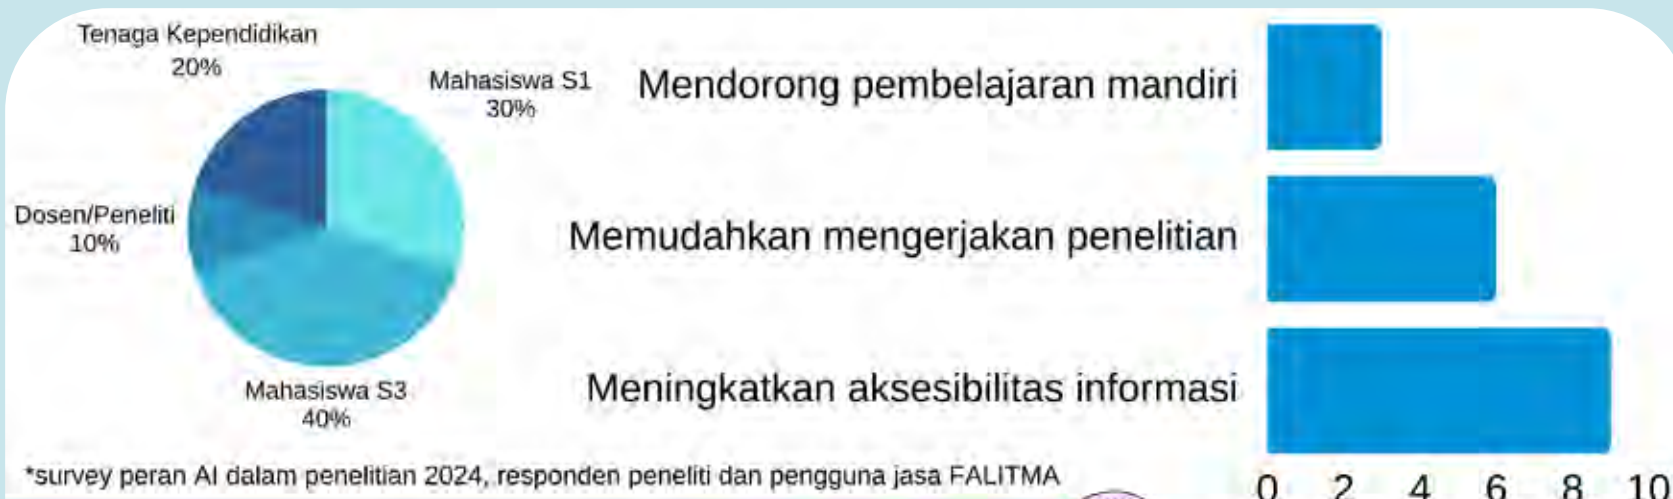 Tenaga Kependidikan
20%
Mahasiswa S1
30%
Dosen/Peneliti
10%
Mahasiswa S3
40%
Mendorong pembelajaran mandiri
Memudahkan mengerjakan penelitian
Meningkatkan aksesibilitas informasi
0 2 4 6 8 10
*survey peran AI dalam penelitian 2024, responden peneliti dan pengguna jasa FALITMA